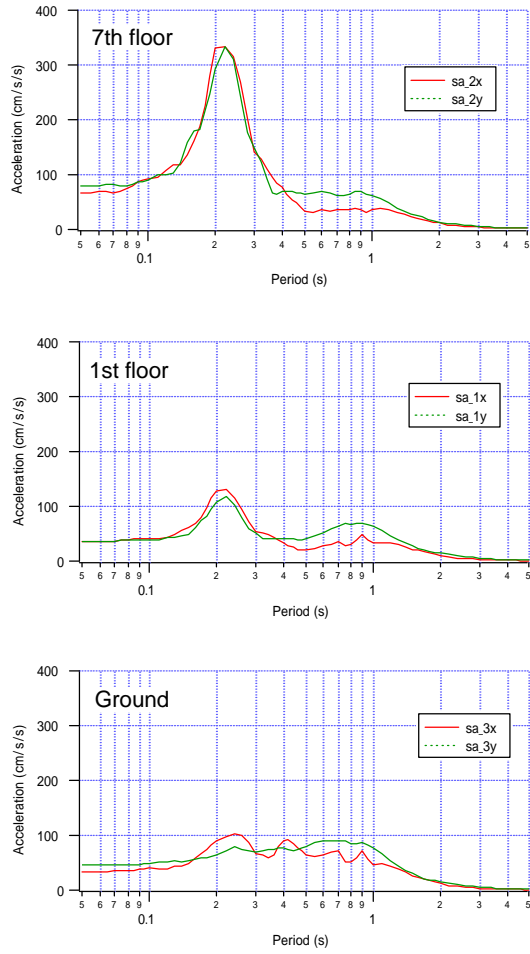 400
7th floor
300
200
100
0
Acceleration (cm/s/s)
sa_2x
sa_2y
5 6 7 8 9 2 3 4 5 6 7 8 9 2 3 4 5
0.1 1
Period (s)
400
1st floor
300
200
100
0
Acceleration (cm/s/s)
sa_1x
sa_1y
5 6 7 8 9 2 3 4 5 6 7 8 9 2 3 4 5
0.1 1
Period (s)
400
Ground
300
200
100
0
Acceleration (cm/s/s)
sa_3x
sa_3y
5 6 7 8 9 2 3 4 5 6 7 8 9 2 3 4 5
0.1 1
Period (s)